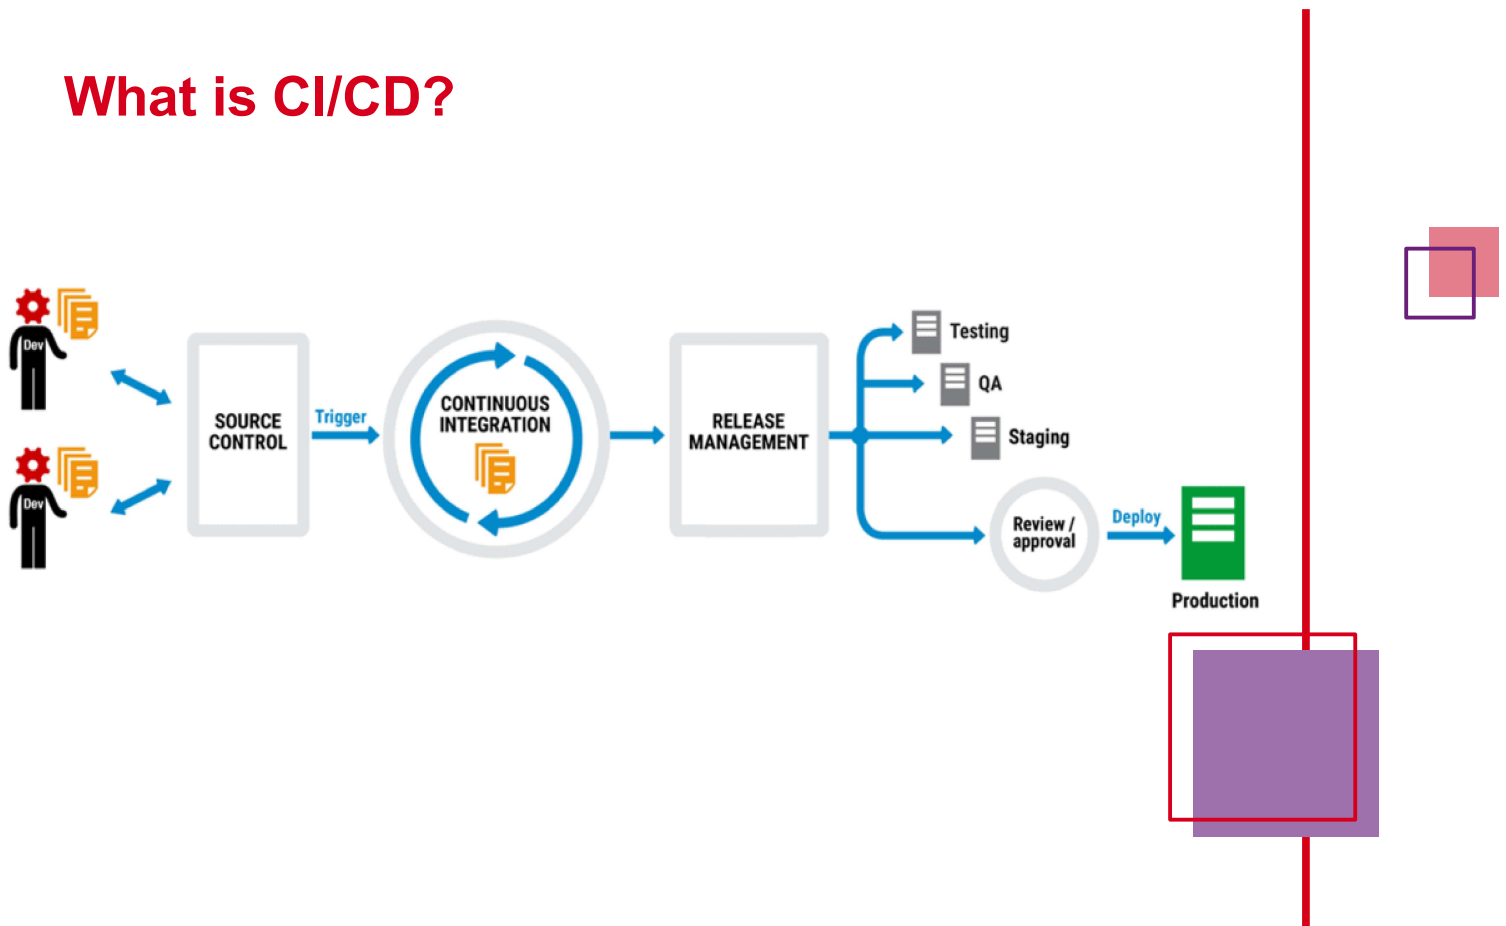 What is CI/CD?
Dev
Dev
SOURCE
CONTROL
Trigger
CONTINUOUS
INTEGRATION
RELEASE
MANAGEMENT
Testing
QA
Staging
Review /
approval
Deploy
Production